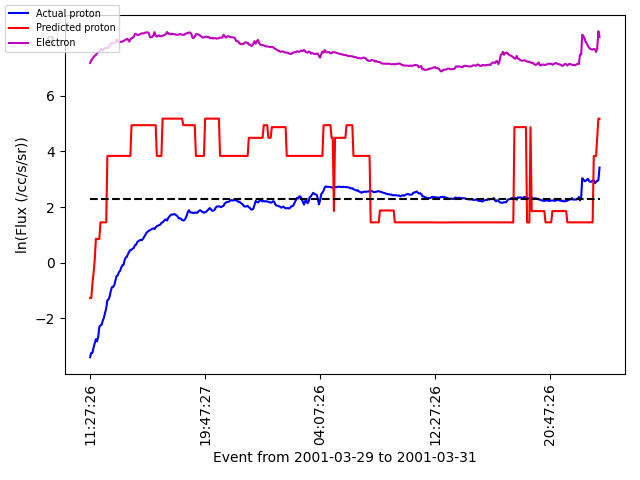 Actual proton
Predicted proton
Electron
6
4
2
0
−2
ln(Flux (/cc/s/sr))
11:27:26
19:47:27
04:07:26
12:27:26
20:47:26
Event from 2001-03-29 to 2001-03-31